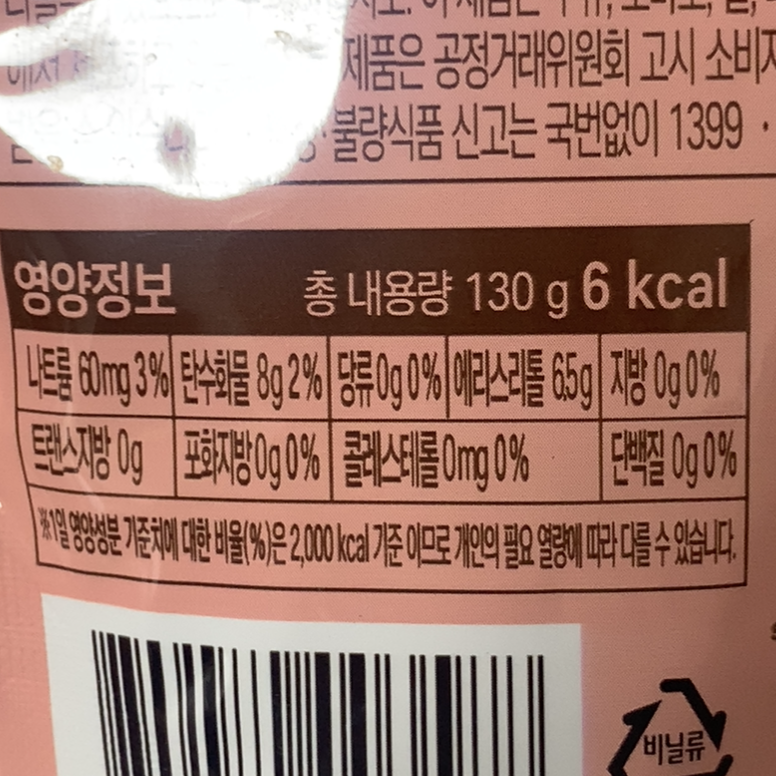 제품은 공정거래위원회 고시 소비자
불량식품 신고는 국번없이 1399 ·
영양정보 총 내용량 130 g 6 kcal
나트륨 60mg 3% 탄수화물 8g 2% 당류 0g 0% 에리스리톨 6.5g 지방 0g 0%
트랜스지방 0g 포화지방 0g 0% 콜레스테롤 0mg 0% 단백질 0g 0%
※1일 영양성분 기준치에 대한 비율(%)은 2,000 kcal 기준 이므로 개인의 필요 열량에 따라 다를 수 있습니다.
비닐류